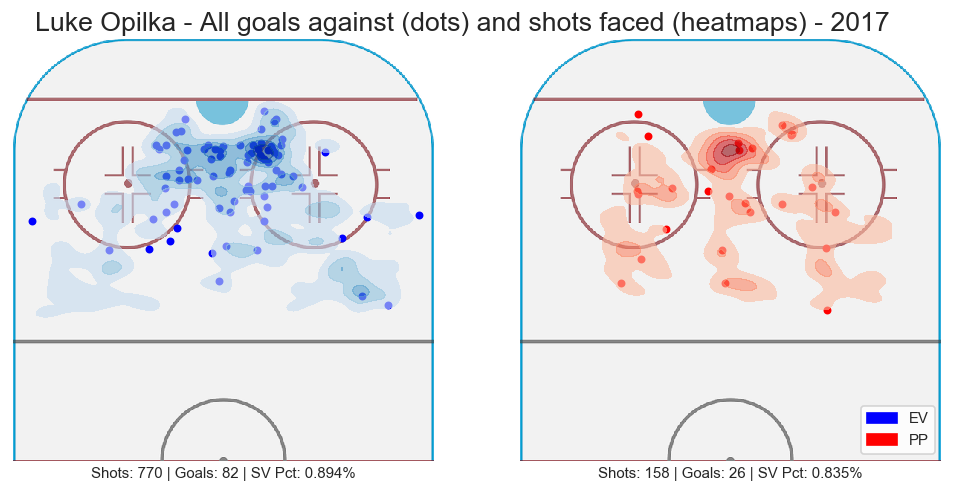 Luke Opilka - All goals against (dots) and shots faced (heatmaps) - 2017
EV
PP
Shots: 770 | Goals: 82 | SV Pct: 0.894%
Shots: 158 | Goals: 26 | SV Pct: 0.835%